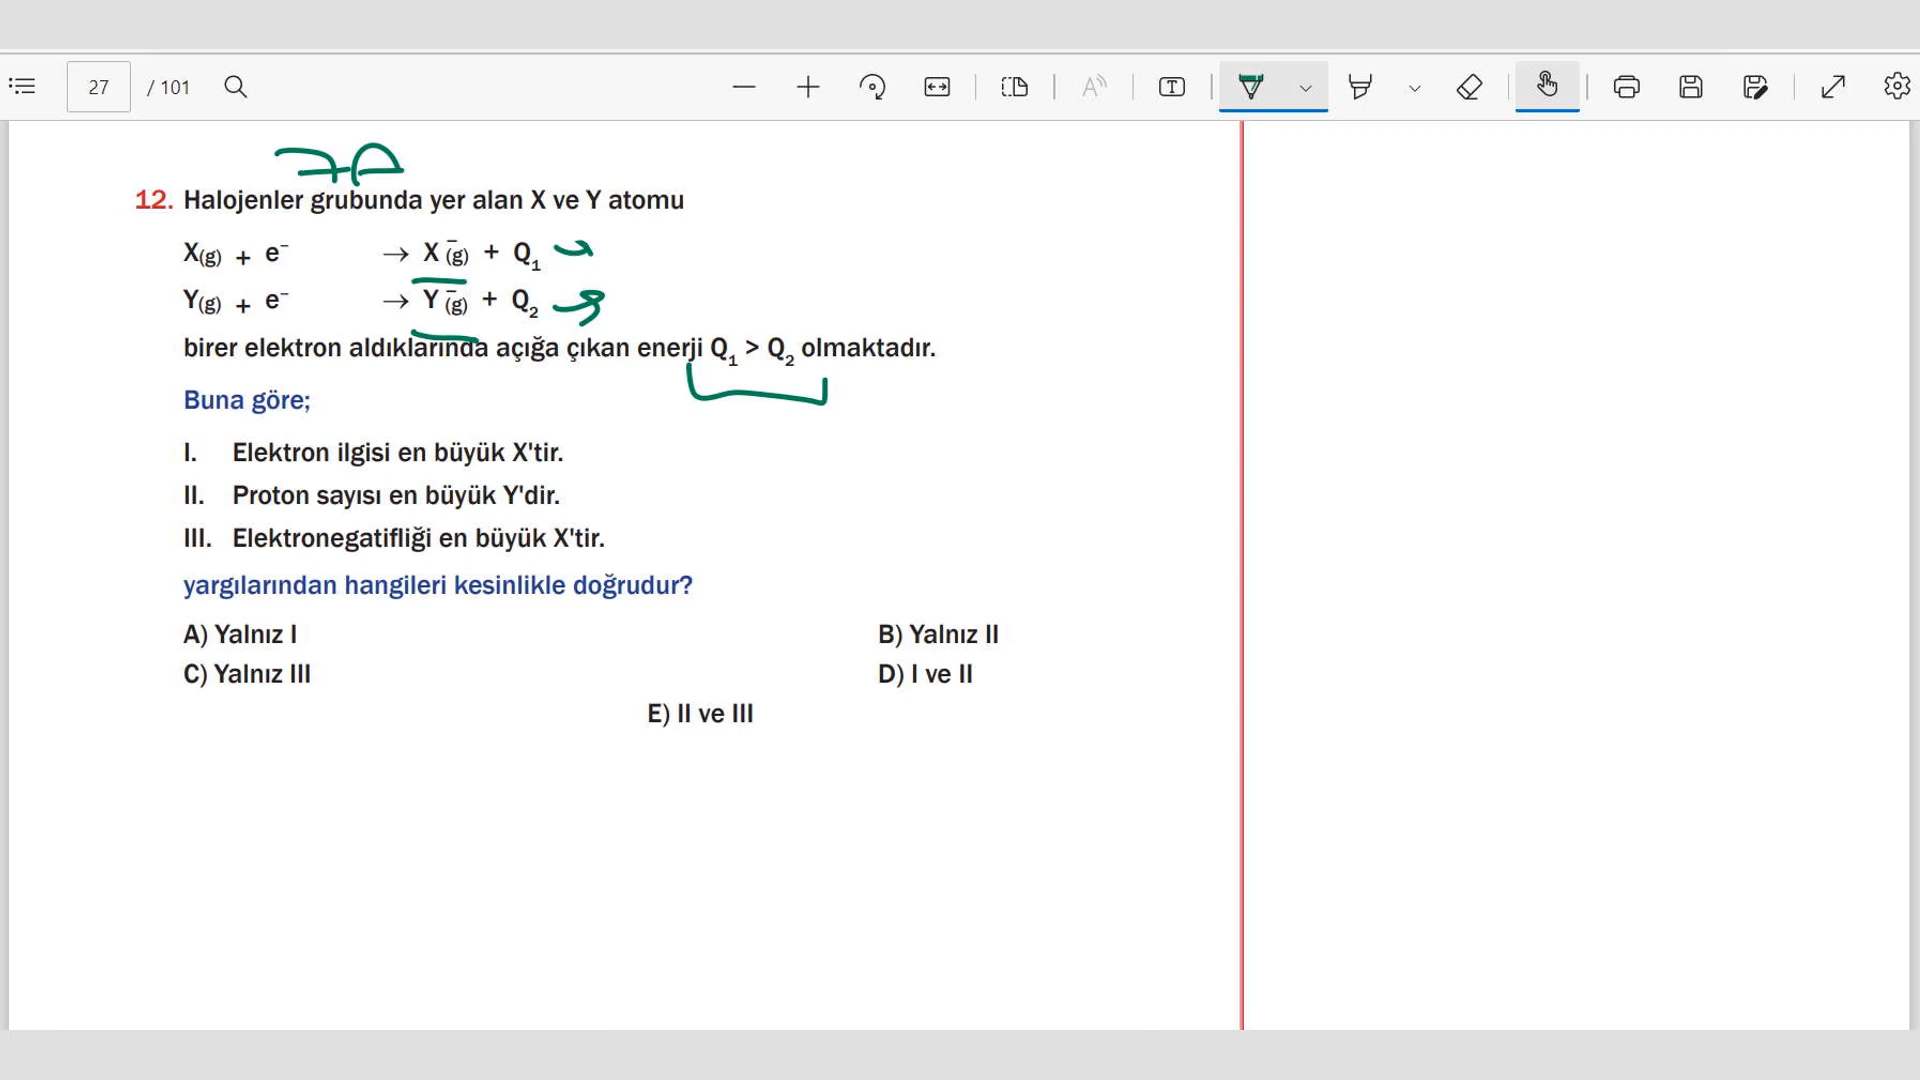 27 / 101
7A
12. Halojenler grubunda yer alan X ve Y atomu
X(g) + e⁻ → X⁻(g) + Q₁
Y(g) + e⁻ → Y⁻(g) + Q₂
birer elektron aldıklarında açığa çıkan enerji Q₁ > Q₂ olmaktadır.
Buna göre;
I. Elektron ilgisi en büyük X'tir.
II. Proton sayısı en büyük Y'dir.
III. Elektronegatifliği en büyük X'tir.
yargılarından hangileri kesinlikle doğrudur?
A) Yalnız I B) Yalnız II
C) Yalnız III D) I ve II
E) II ve III